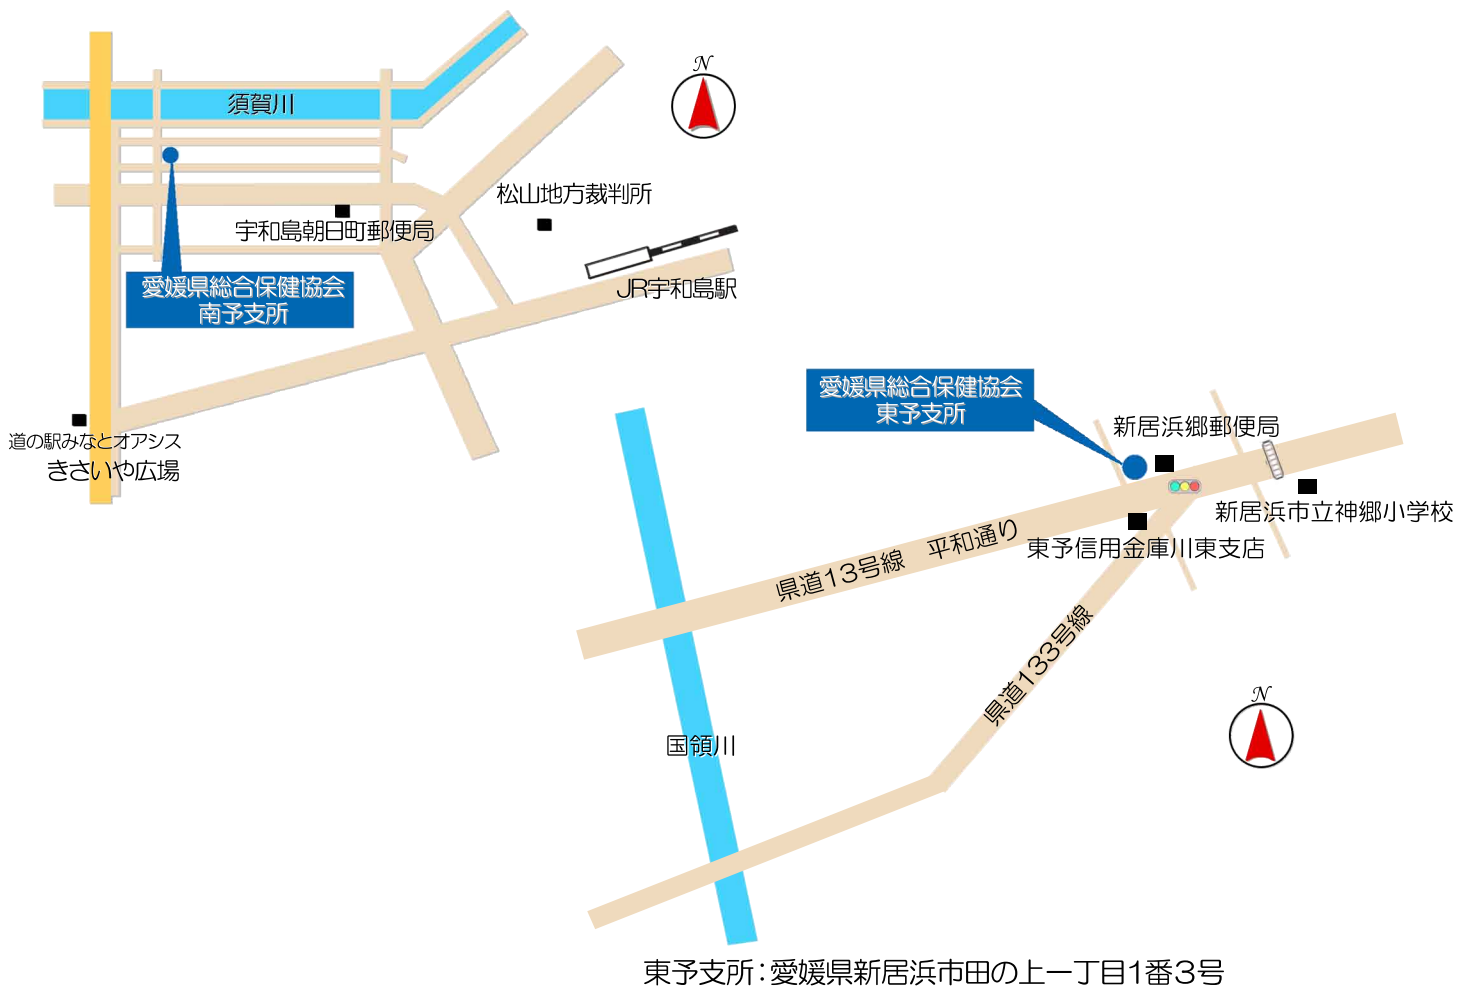 N
須賀川
松山地方裁判所
宇和島朝日町郵便局
愛媛県総合保健協会
南予支所
JR宇和島駅
道の駅みなとオアシス
きさいや広場
愛媛県総合保健協会
東予支所
新居浜郷郵便局
新居浜市立神郷小学校
東予信用金庫川東支店
県道13号線　平和通り
県道133号線
国領川
N
東予支所：愛媛県新居浜市田の上一丁目1番3号